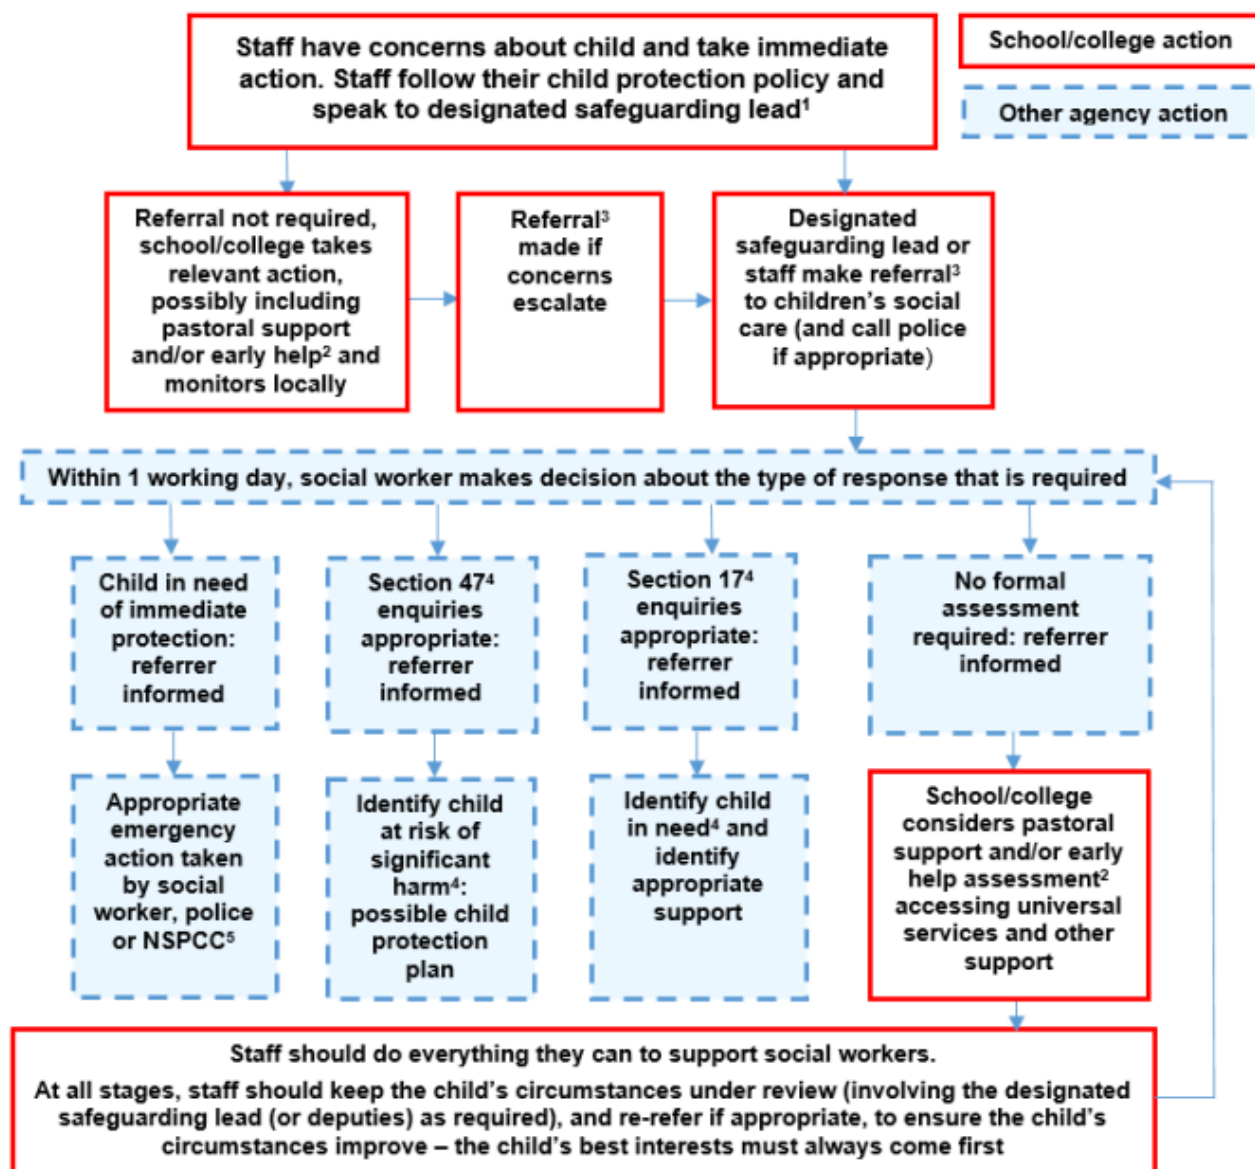 Staff have concerns about child and take immediate
action. Staff follow their child protection policy and
speak to designated safeguarding lead¹
School/college action
Other agency action
Referral not required,
school/college takes
relevant action,
possibly including
pastoral support
and/or early help² and
monitors locally
Referral³
made if
concerns
escalate
Designated
safeguarding lead or
staff make referral³
to children’s social
care (and call police
if appropriate)
Within 1 working day, social worker makes decision about the type of response that is required
Child in need
of immediate
protection:
referrer
informed
Section 47⁴
enquiries
appropriate:
referrer
informed
Section 17⁴
enquiries
appropriate:
referrer
informed
No formal
assessment
required: referrer
informed
Appropriate
emergency
action taken
by social
worker, police
or NSPCC⁵
Identify child
at risk of
significant
harm⁴:
possible child
protection
plan
Identify child
in need⁴ and
identify
appropriate
support
School/college
considers pastoral
support and/or early
help assessment²
accessing universal
services and other
support
Staff should do everything they can to support social workers.
At all stages, staff should keep the child’s circumstances under review (involving the designated
safeguarding lead (or deputies) as required), and re-refer if appropriate, to ensure the child’s
circumstances improve – the child’s best interests must always come first